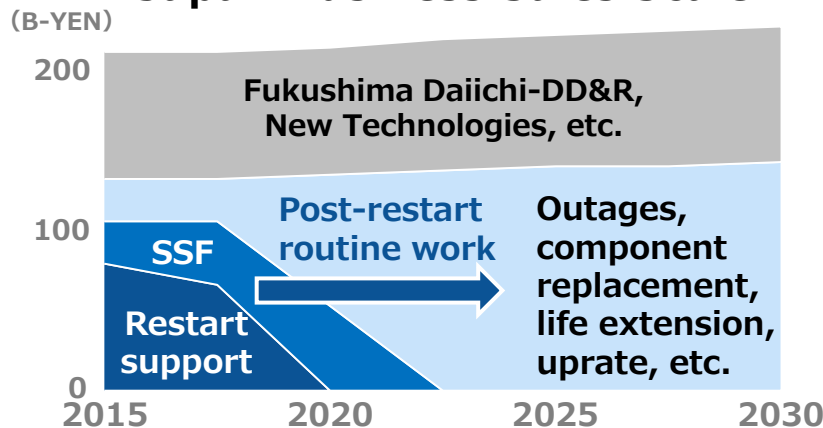 (B-YEN)
200
Fukushima Daiichi-DD&R,
New Technologies, etc.
100
SSF
Post-restart
routine work
Outages,
component
replacement,
life extension,
uprate, etc.
Restart
support
0
2015
2020
2025
2030